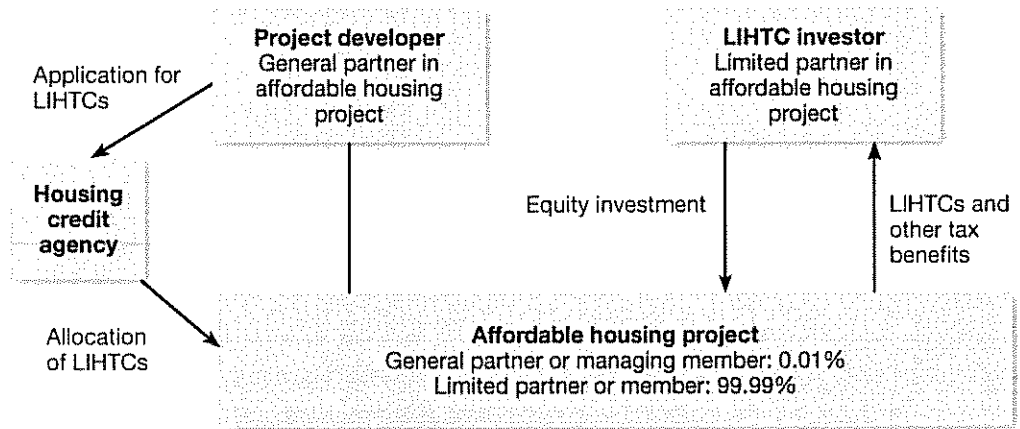 Project developer
General partner in
affordable housing
project
LIHTC investor
Limited partner in
affordable housing
project
Application for
LIHTCs
Housing
credit
agency
Equity investment
LIHTCs and
other tax
benefits
Allocation
of LIHTCs
Affordable housing project
General partner or managing member: 0.01%
Limited partner or member: 99.99%